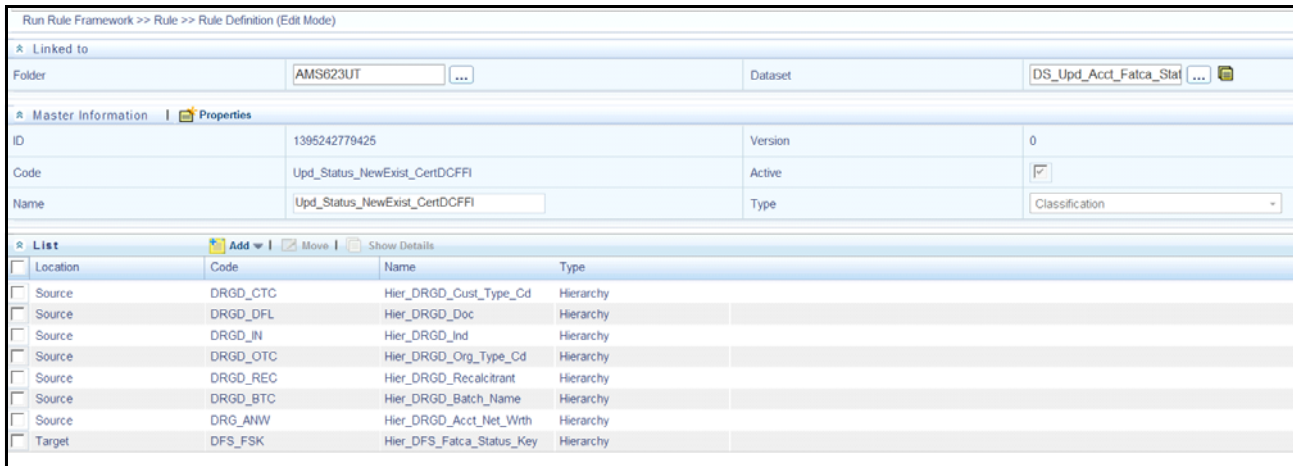 Run Rule Framework >> Rule >> Rule Definition (Edit Mode)
Linked to
Folder AMS623UT ... Dataset DS_Upd_Acct_Fatca_Stat ...
Master Information | Properties
ID 1395242779425 Version 0
Code Upd_Status_NewExist_CertDCFFI Active
Name Upd_Status_NewExist_CertDCFFI Type Classification
List Add | Move | Show Details
Location Code Name Type
Source DRGD_CTC Hier_DRGD_Cust_Type_Cd Hierarchy
Source DRGD_DFL Hier_DRGD_Doc Hierarchy
Source DRGD_IN Hier_DRGD_Ind Hierarchy
Source DRGD_OTC Hier_DRGD_Org_Type_Cd Hierarchy
Source DRGD_REC Hier_DRGD_Recalcitrant Hierarchy
Source DRGD_BTC Hier_DRGD_Batch_Name Hierarchy
Source DRG_ANW Hier_DRGD_Acct_Net_Wrth Hierarchy
Target DFS_FSK Hier_DFS_Fatca_Status_Key Hierarchy